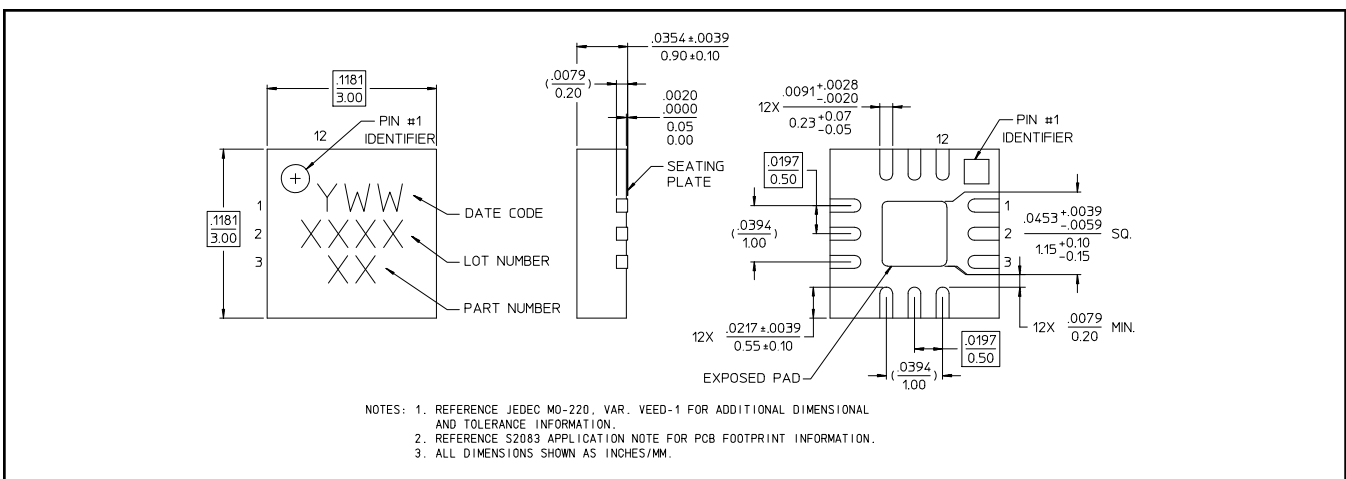 .1181
3.00
PIN #1
IDENTIFIER
12
.1181
3.00
1
2
3
YWW
XXXX
XX
DATE CODE
LOT NUMBER
PART NUMBER
.0354±.0039
0.90±0.10
(.0079
0.20)
.0020
.0000
0.05
0.00
SEATING
PLATE
12X .0091 +.0028
-.0020
0.23 +0.07
-0.05
12
PIN #1
IDENTIFIER
.0197
0.50
(.0394
1.00)
1
2
3
.0453 +.0039
-.0059
1.15 +0.10
-0.15
SQ.
12X .0217±.0039
0.55±0.10
12X .0079
0.20 MIN.
.0197
0.50
(.0394
1.00)
EXPOSED PAD
NOTES: 1. REFERENCE JEDEC MO-220, VAR. VEED-1 FOR ADDITIONAL DIMENSIONAL
AND TOLERANCE INFORMATION.
2. REFERENCE S2083 APPLICATION NOTE FOR PCB FOOTPRINT INFORMATION.
3. ALL DIMENSIONS SHOWN AS INCHES/MM.